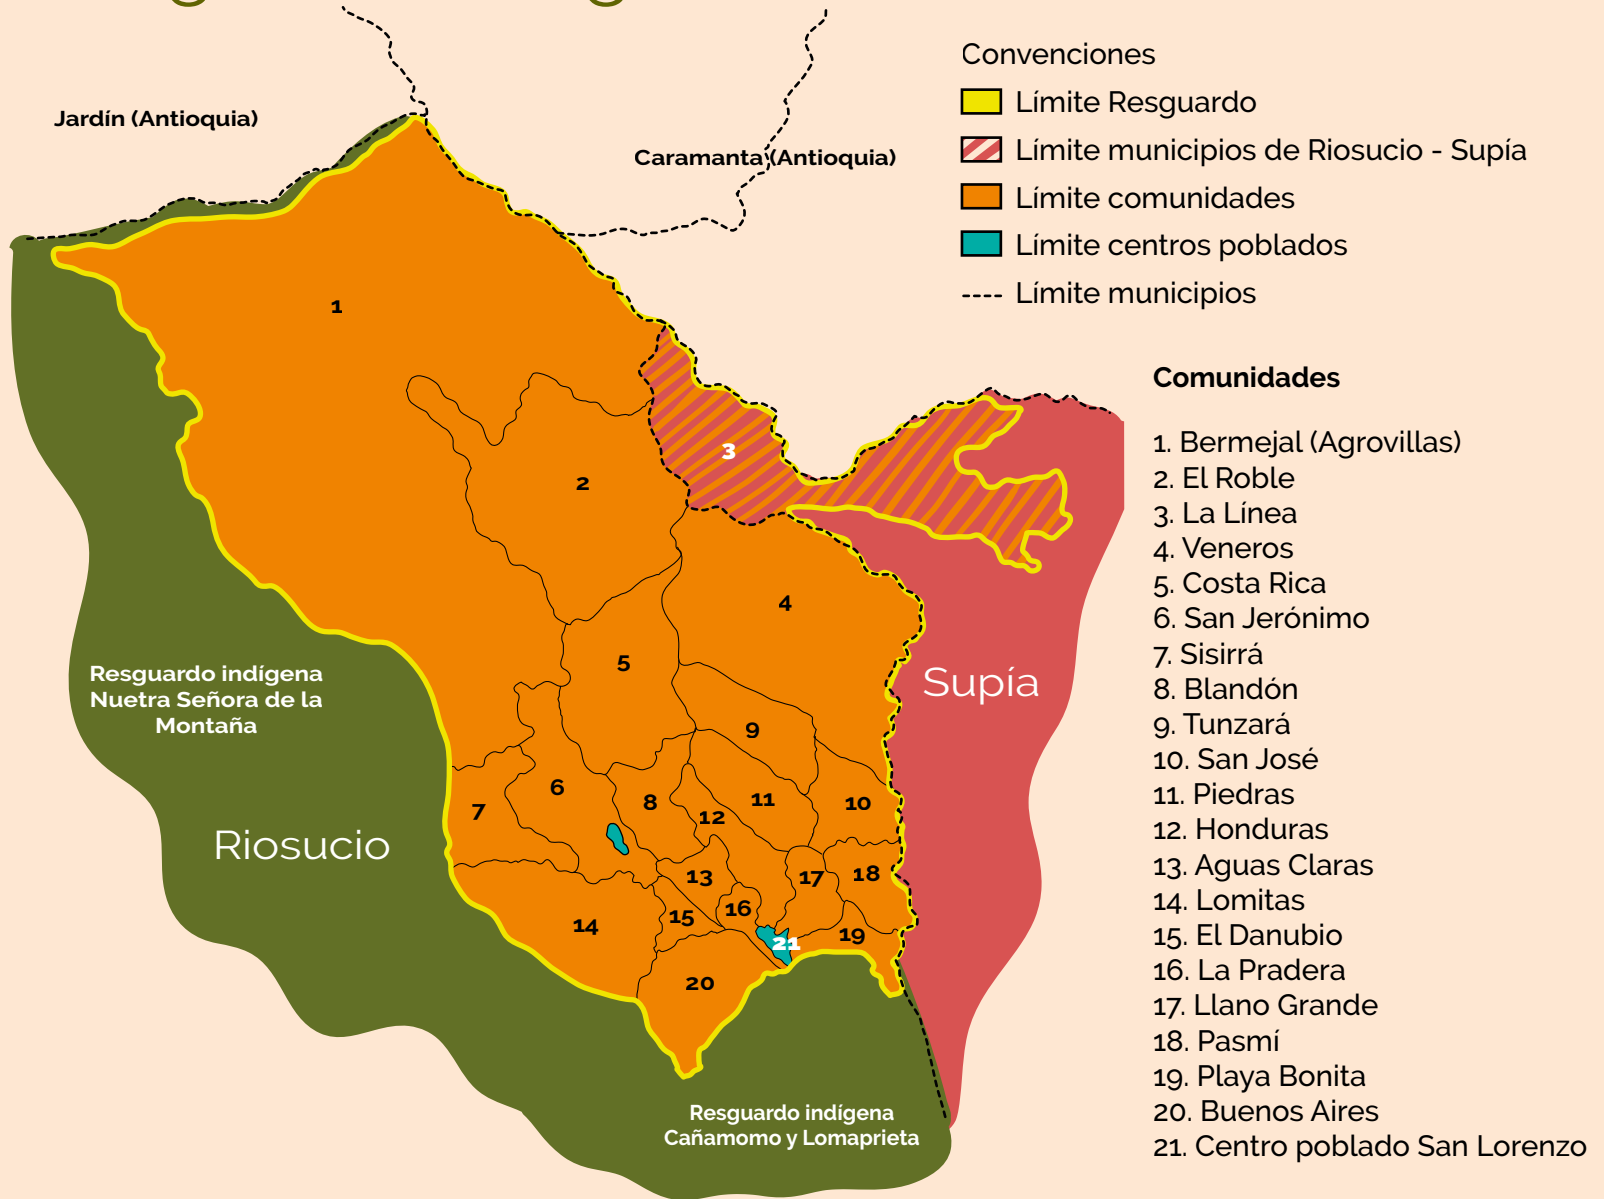 Convenciones
Límite Resguardo
Límite municipios de Riosucio - Supía
Límite comunidades
Límite centros poblados
Límite municipios
Jardín (Antioquia)
Caramanta (Antioquia)
Comunidades
1. Bermejal (Agrovillas)
2. El Roble
3. La Línea
4. Veneros
5. Costa Rica
6. San Jerónimo
7. Sisirrá
8. Blandón
9. Tunzará
10. San José
11. Piedras
12. Honduras
13. Aguas Claras
14. Lomitas
15. El Danubio
16. La Pradera
17. Llano Grande
18. Pasmí
19. Playa Bonita
20. Buenos Aires
21. Centro poblado San Lorenzo
1
2
3
4
5
6
7
8
9
10
11
12
13
14
15
16
17
18
19
20
21
Resguardo indígena
Nuetra Señora de la
Montaña
Riosucio
Supía
Resguardo indígena
Cañamomo y Lomaprieta